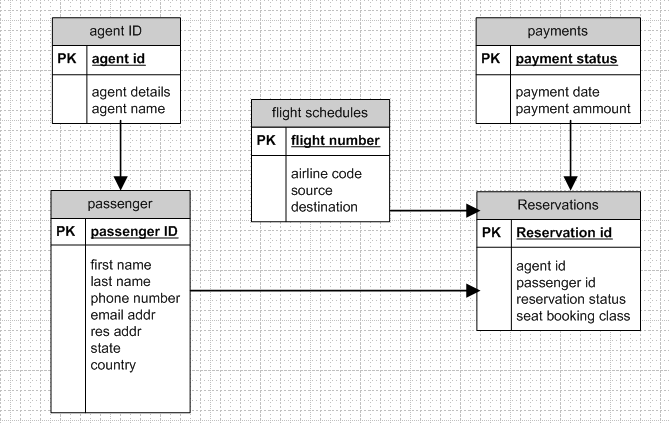 agent ID
PK agent id
agent details
agent name
payments
PK payment status
payment date
payment ammount
flight schedules
PK flight number
airline code
source
destination
passenger
PK passenger ID
first name
last name
phone number
email addr
res addr
state
country
Reservations
PK Reservation id
agent id
passenger id
reservation status
seat booking class